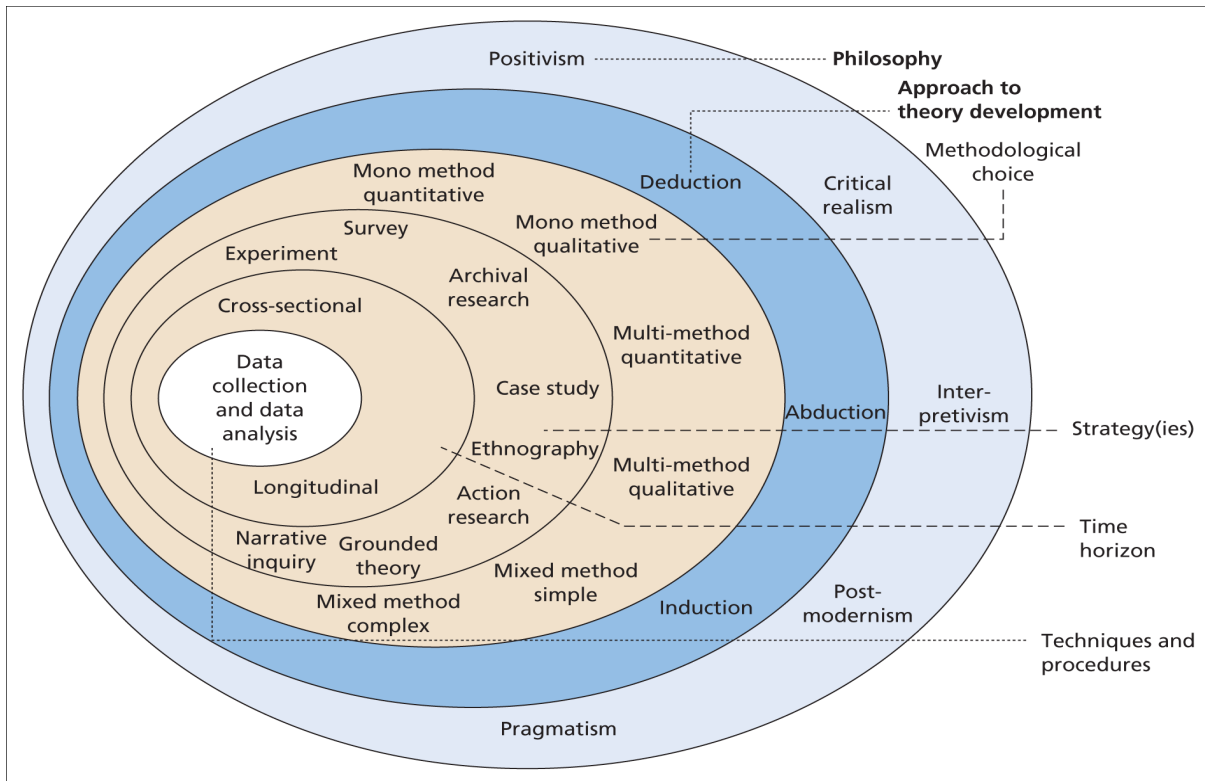 Positivism
Philosophy
Approach to
theory development
Methodological
choice
Mono method
quantitative
Deduction
Critical
realism
Survey
Mono method
qualitative
Experiment
Archival
research
Cross-sectional
Multi-method
quantitative
Data
collection
and data
analysis
Case study
Abduction
Inter-
pretivism
Strategy(ies)
Ethnography
Multi-method
qualitative
Longitudinal
Action
research
Time
horizon
Narrative
inquiry
Grounded
theory
Mixed method
simple
Mixed method
complex
Induction
Post-
modernism
Techniques and
procedures
Pragmatism